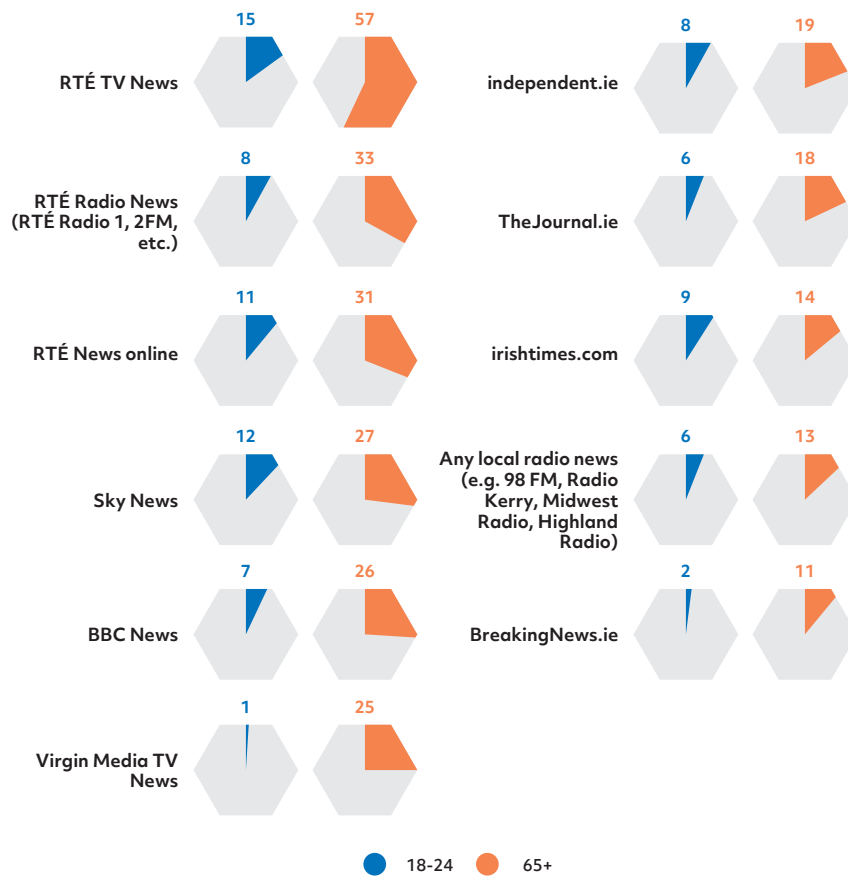 15
57
RTÉ TV News
8
33
RTÉ Radio News
(RTÉ Radio 1, 2FM,
etc.)
11
31
RTÉ News online
12
27
Sky News
7
26
BBC News
1
25
Virgin Media TV
News
8
19
independent.ie
6
18
TheJournal.ie
9
14
irishtimes.com
6
13
Any local radio news
(e.g. 98 FM, Radio
Kerry, Midwest
Radio, Highland
Radio)
2
11
BreakingNews.ie
18-24
65+